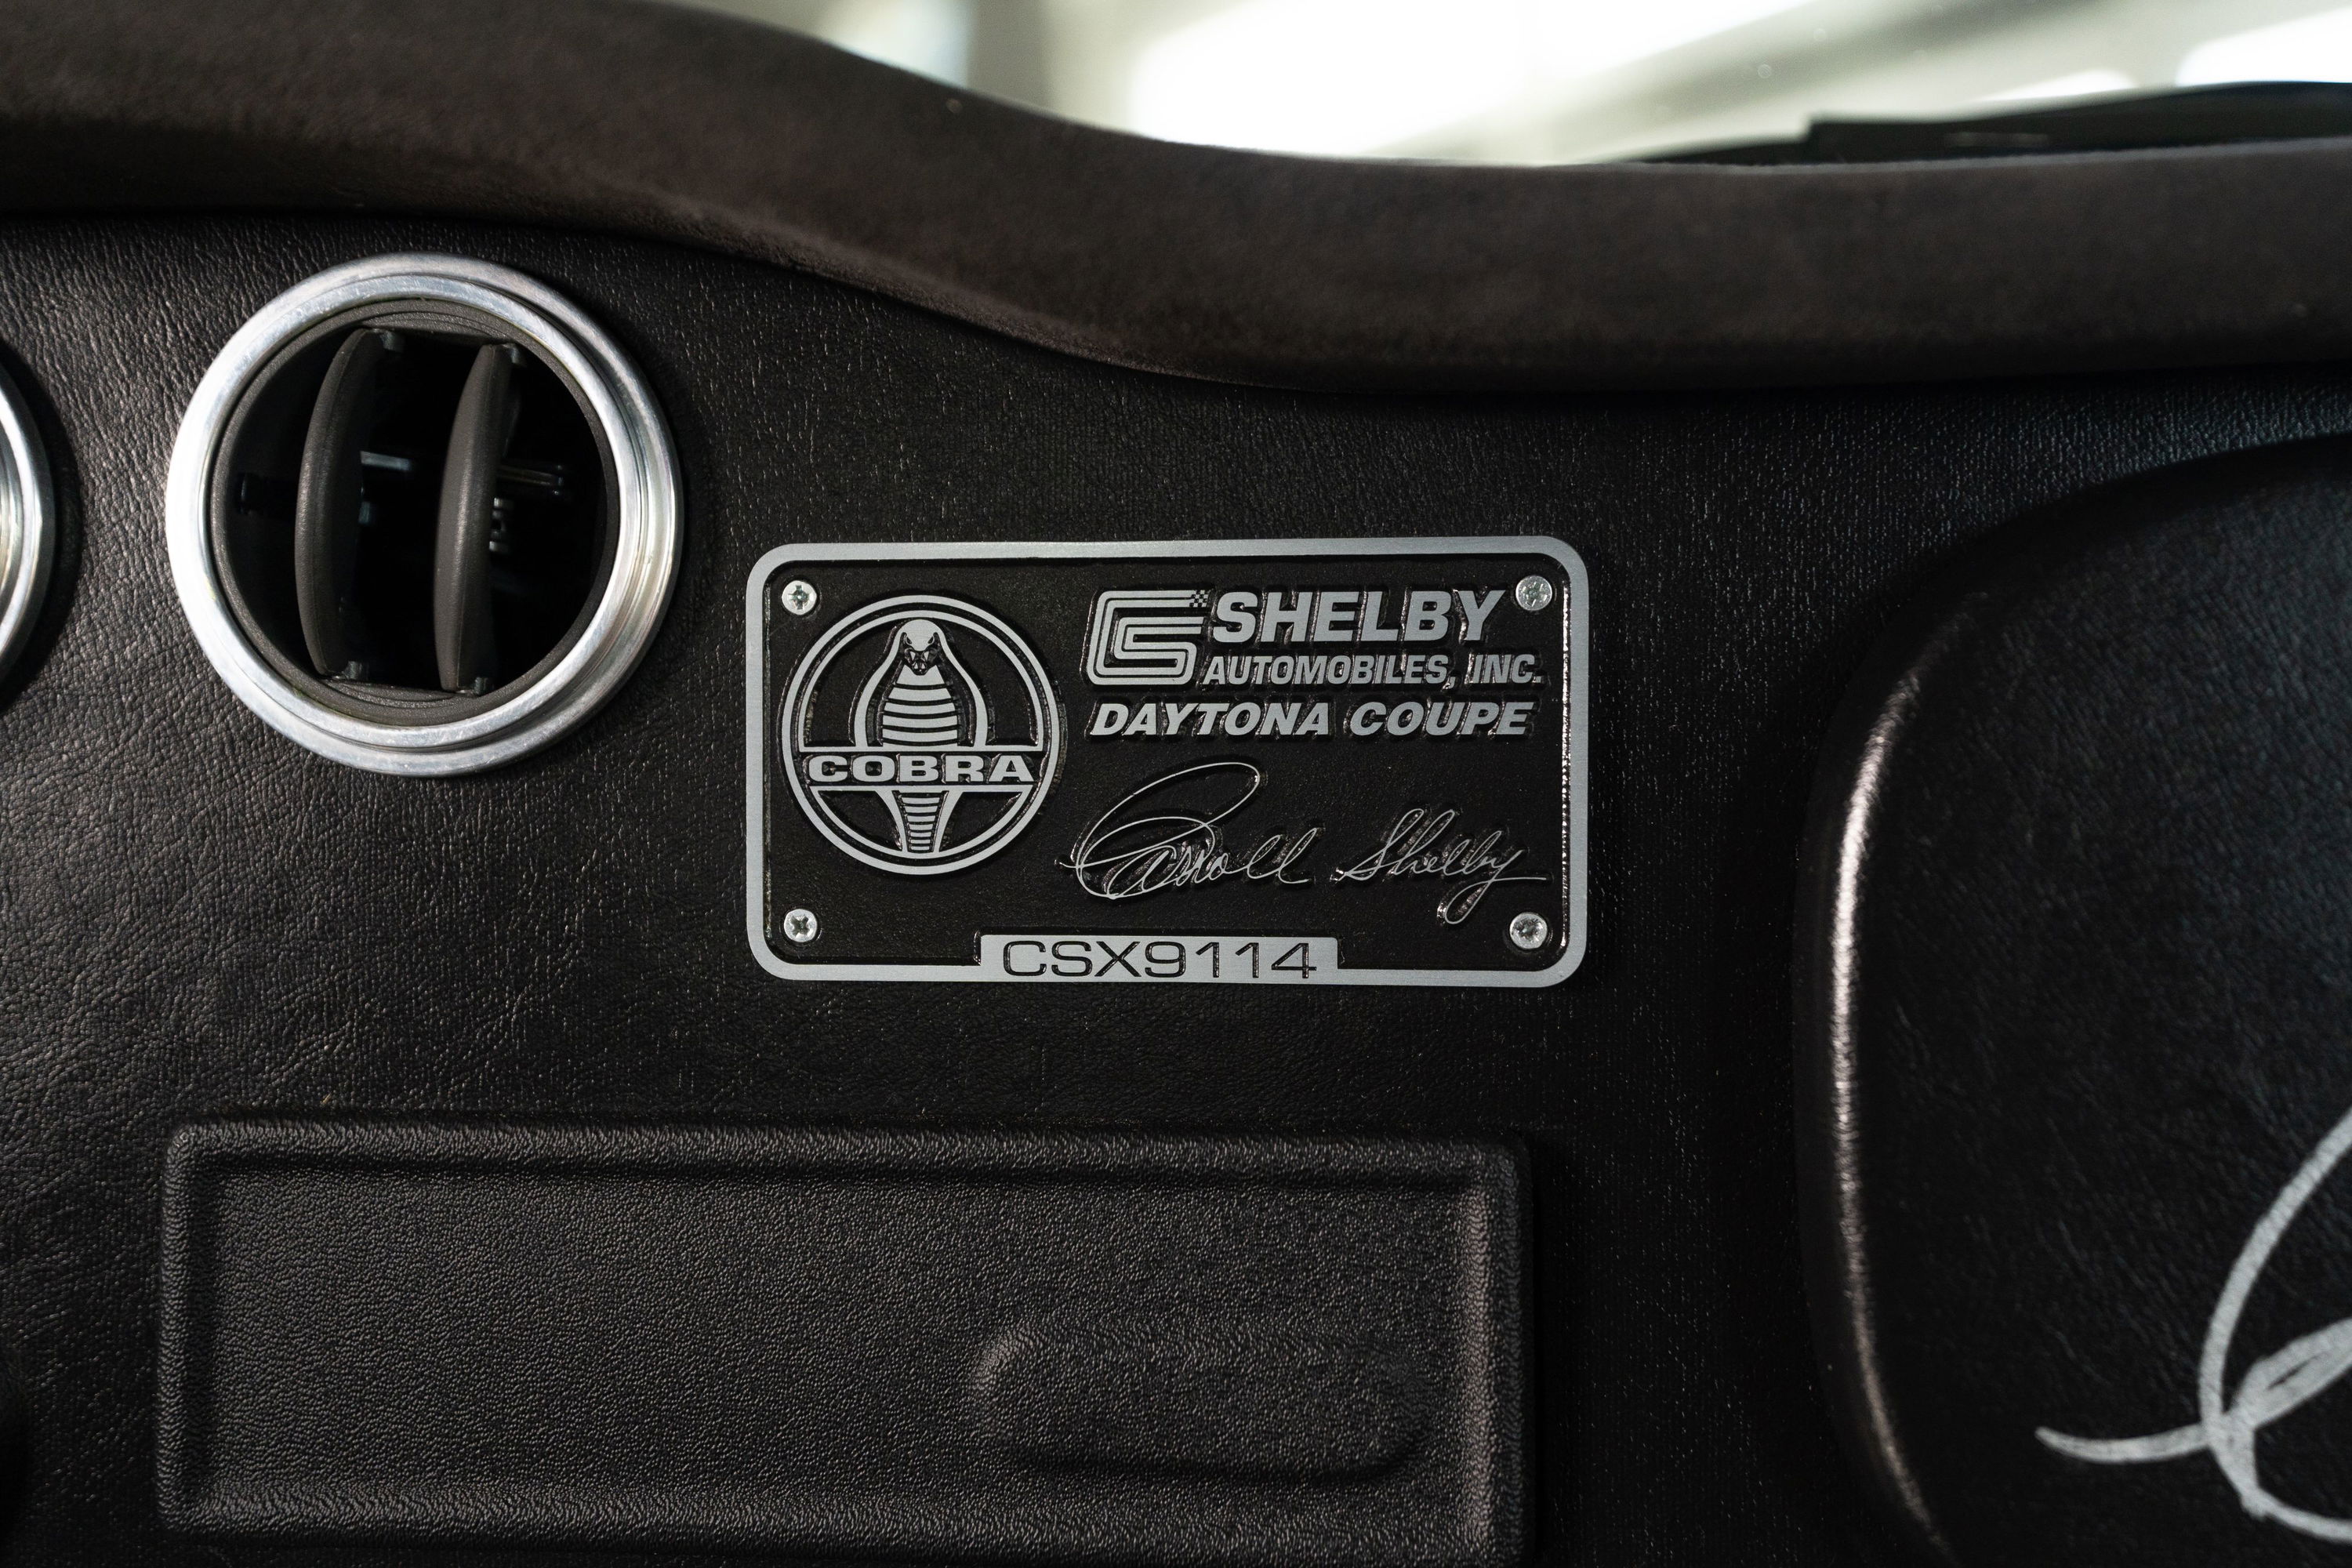 SHELBY
AUTOMOBILES, INC.
DAYTONA COUPE
COBRA
Carroll Shelby
CSX9114